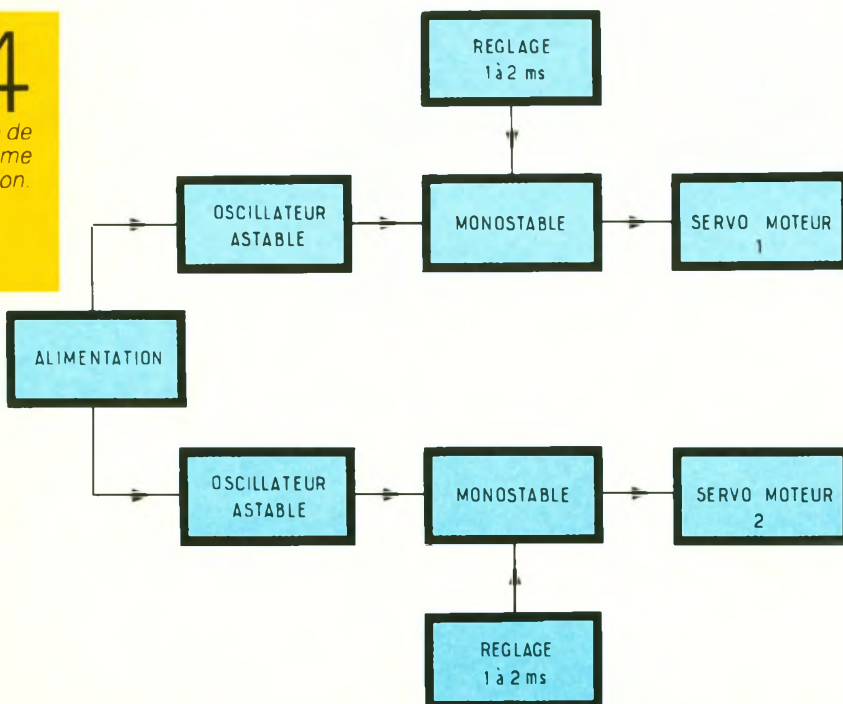 4
de
me
on.
REGLAGE
1 à 2 ms
OSCILLATEUR
ASTABLE
MONOSTABLE
SERVO MOTEUR
1
ALIMENTATION
OSCILLATEUR
ASTABLE
MONOSTABLE
SERVO MOTEUR
2
REGLAGE
1 à 2 ms